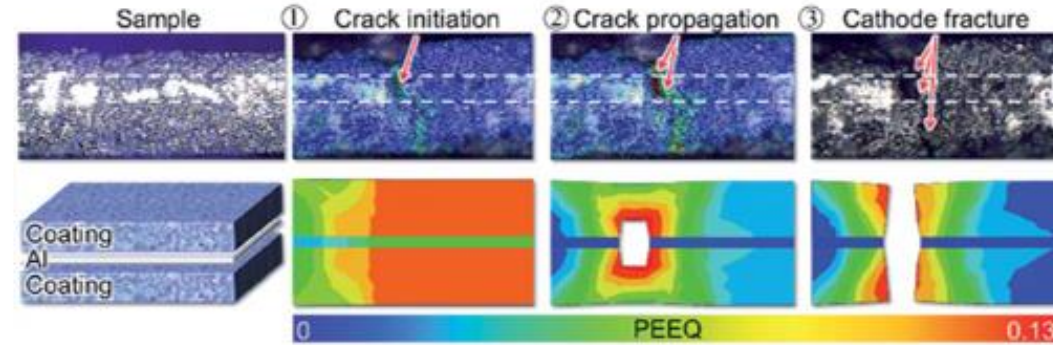 Sample
① Crack initiation
② Crack propagation
③ Cathode fracture
Coating
Al
Coating
0
PEEQ
0,13